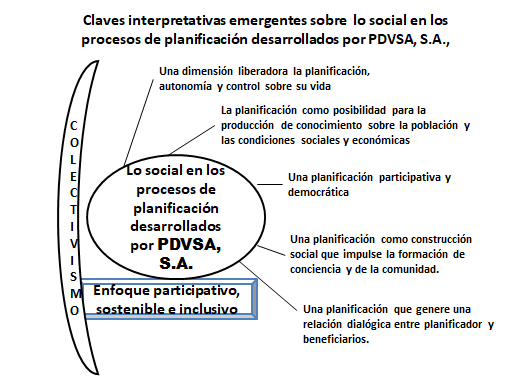 Claves interpretativas emergentes sobre lo social en los
procesos de planificación desarrollados por PDVSA, S.A.,
Una dimensión liberadora la planificación,
autonomía y control sobre su vida
La planificación como posibilidad para la
producción de conocimiento sobre la población y
las condiciones sociales y económicas
COLECTIVISMO
Lo social en los
procesos de
planificación
desarrollados
por PDVSA,
S.A.
Una planificación participativa y
democrática
Una planificación como construcción
social que impulse la formación de
conciencia y de la comunidad.
Enfoque participativo,
sostenible e inclusivo
Una planificación que genere una
relación dialógica entre planificador y
beneficiarios.